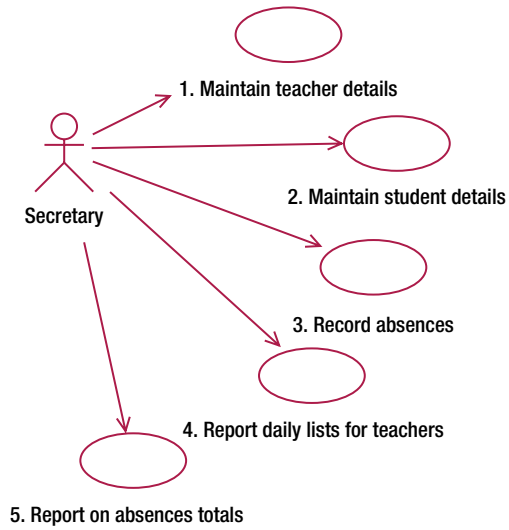 1. Maintain teacher details
2. Maintain student details
Secretary
3. Record absences
4. Report daily lists for teachers
5. Report on absences totals